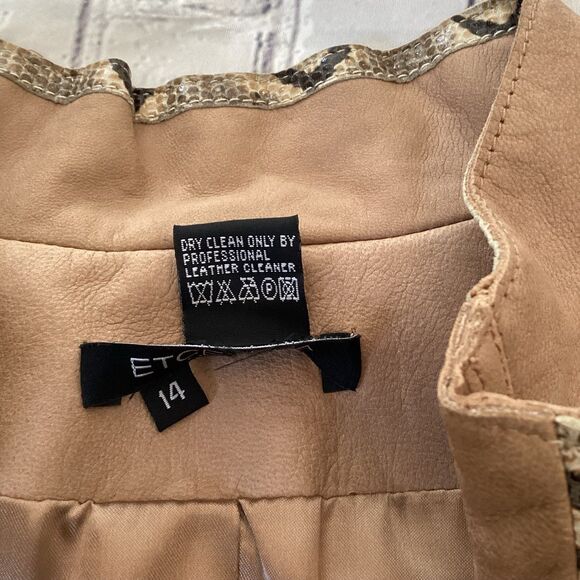 DRY CLEAN ONLY BY
PROFESSIONAL
LEATHER CLEANER
P
14